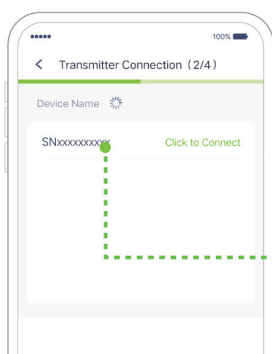 100%
< Transmitter Connection (2/4)
Device Name
SNxxxxxxxxxx Click to Connect